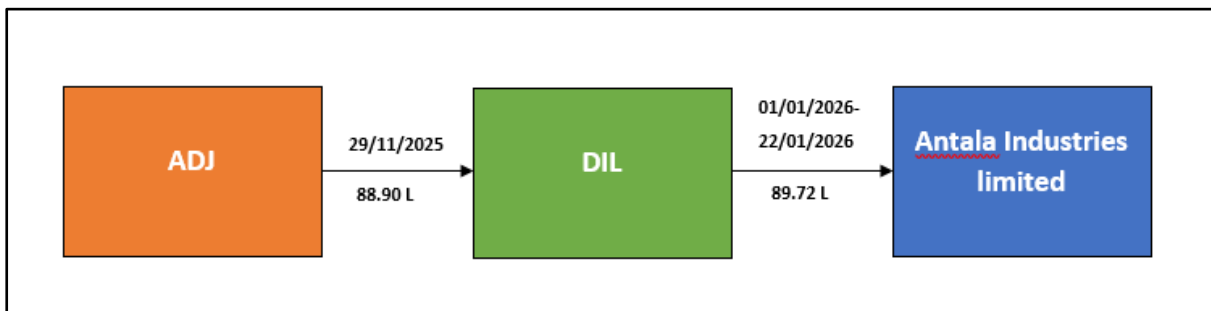 ADJ
29/11/2025
88.90 L
DIL
01/01/2026-
22/01/2026
89.72 L
Antala Industries
limited